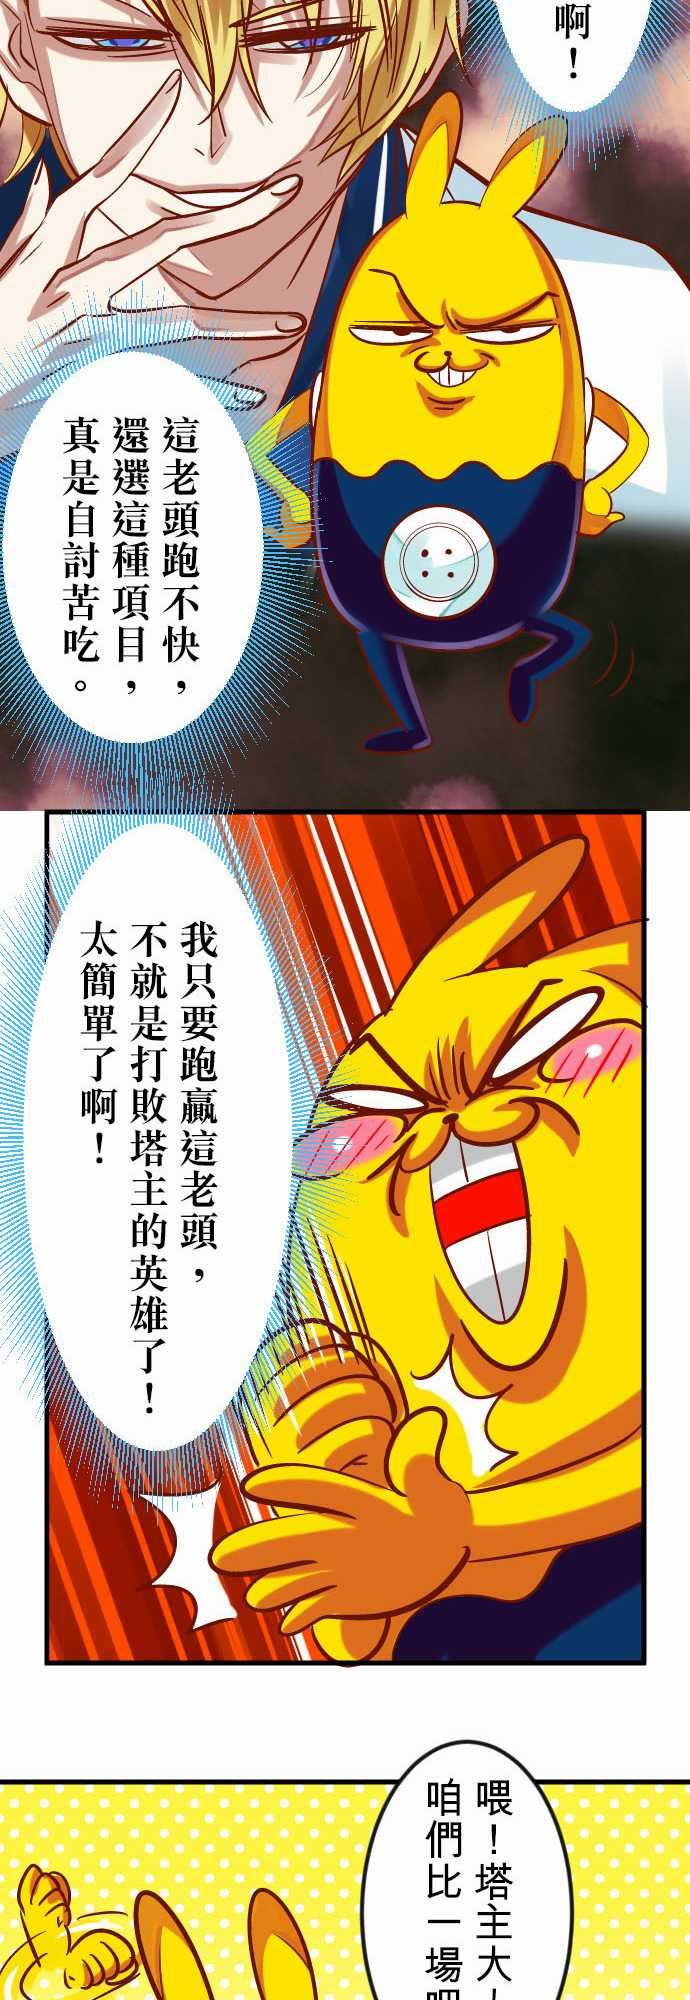 啊！
這老頭跑不快，
還選這種項目，
真是自討苦吃。
我只要跑贏這老頭，
不就是打敗塔主的英雄了！
太簡單了啊！
喂！塔主大
咱們比一場